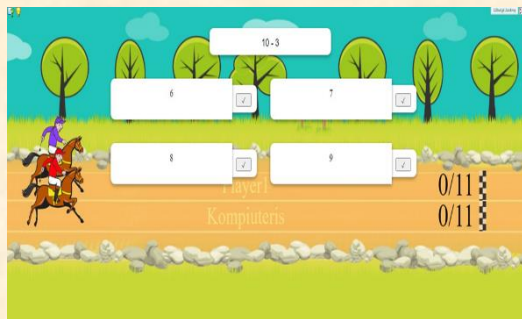 10 - 3
6 √
7 √
8 √
9 √
Player1
0/11
Kompiuteris
0/11